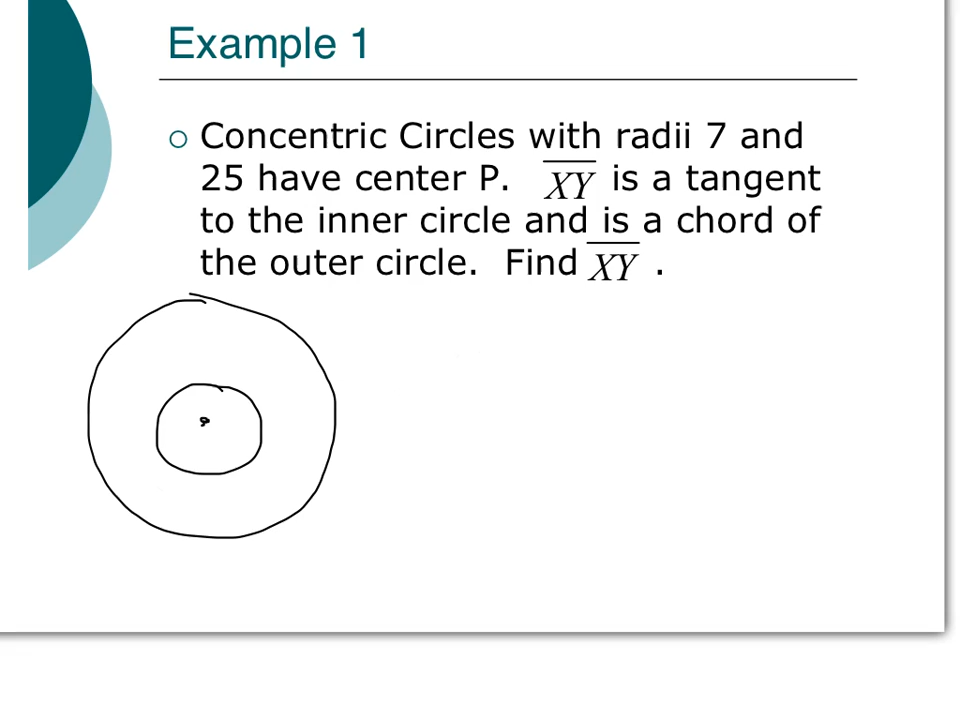 Example 1
Concentric Circles with radii 7 and
25 have center P. XY is a tangent
to the inner circle and is a chord of
the outer circle. Find XY .
P